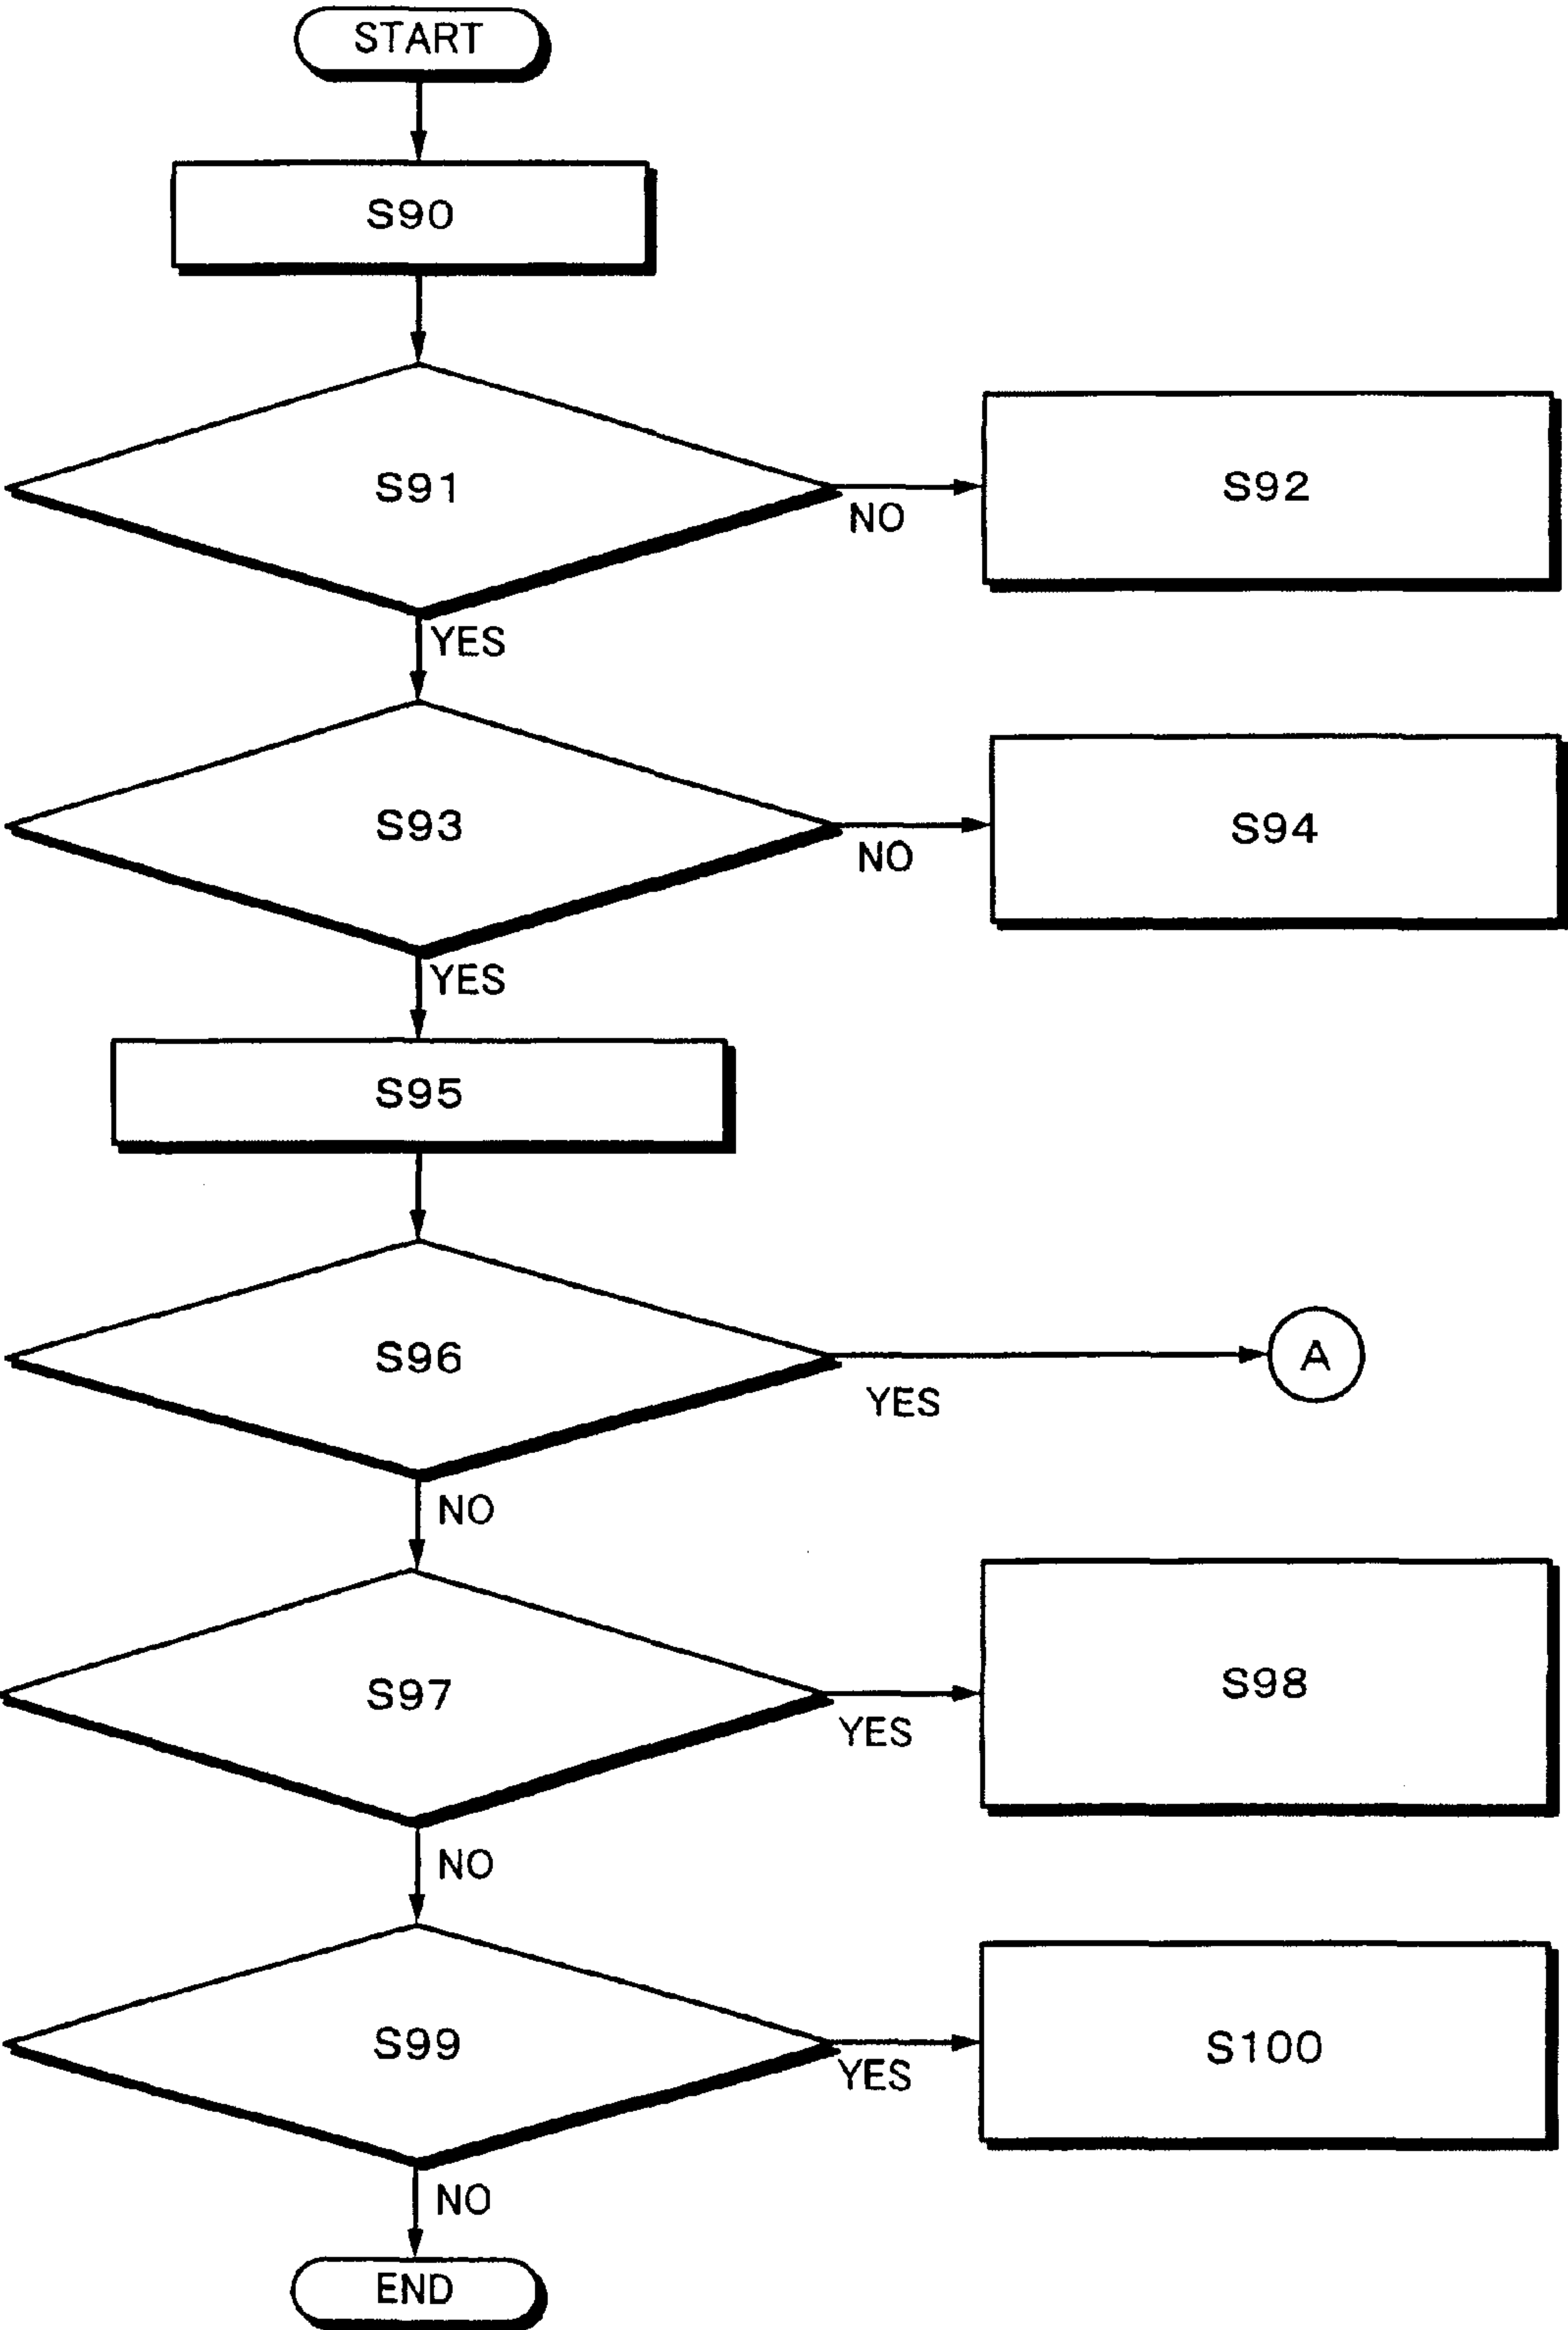 START
S90
S91
NO
S92
YES
S93
NO
S94
YES
S95
S96
YES
A
NO
S97
YES
S98
NO
S99
YES
S100
NO
END